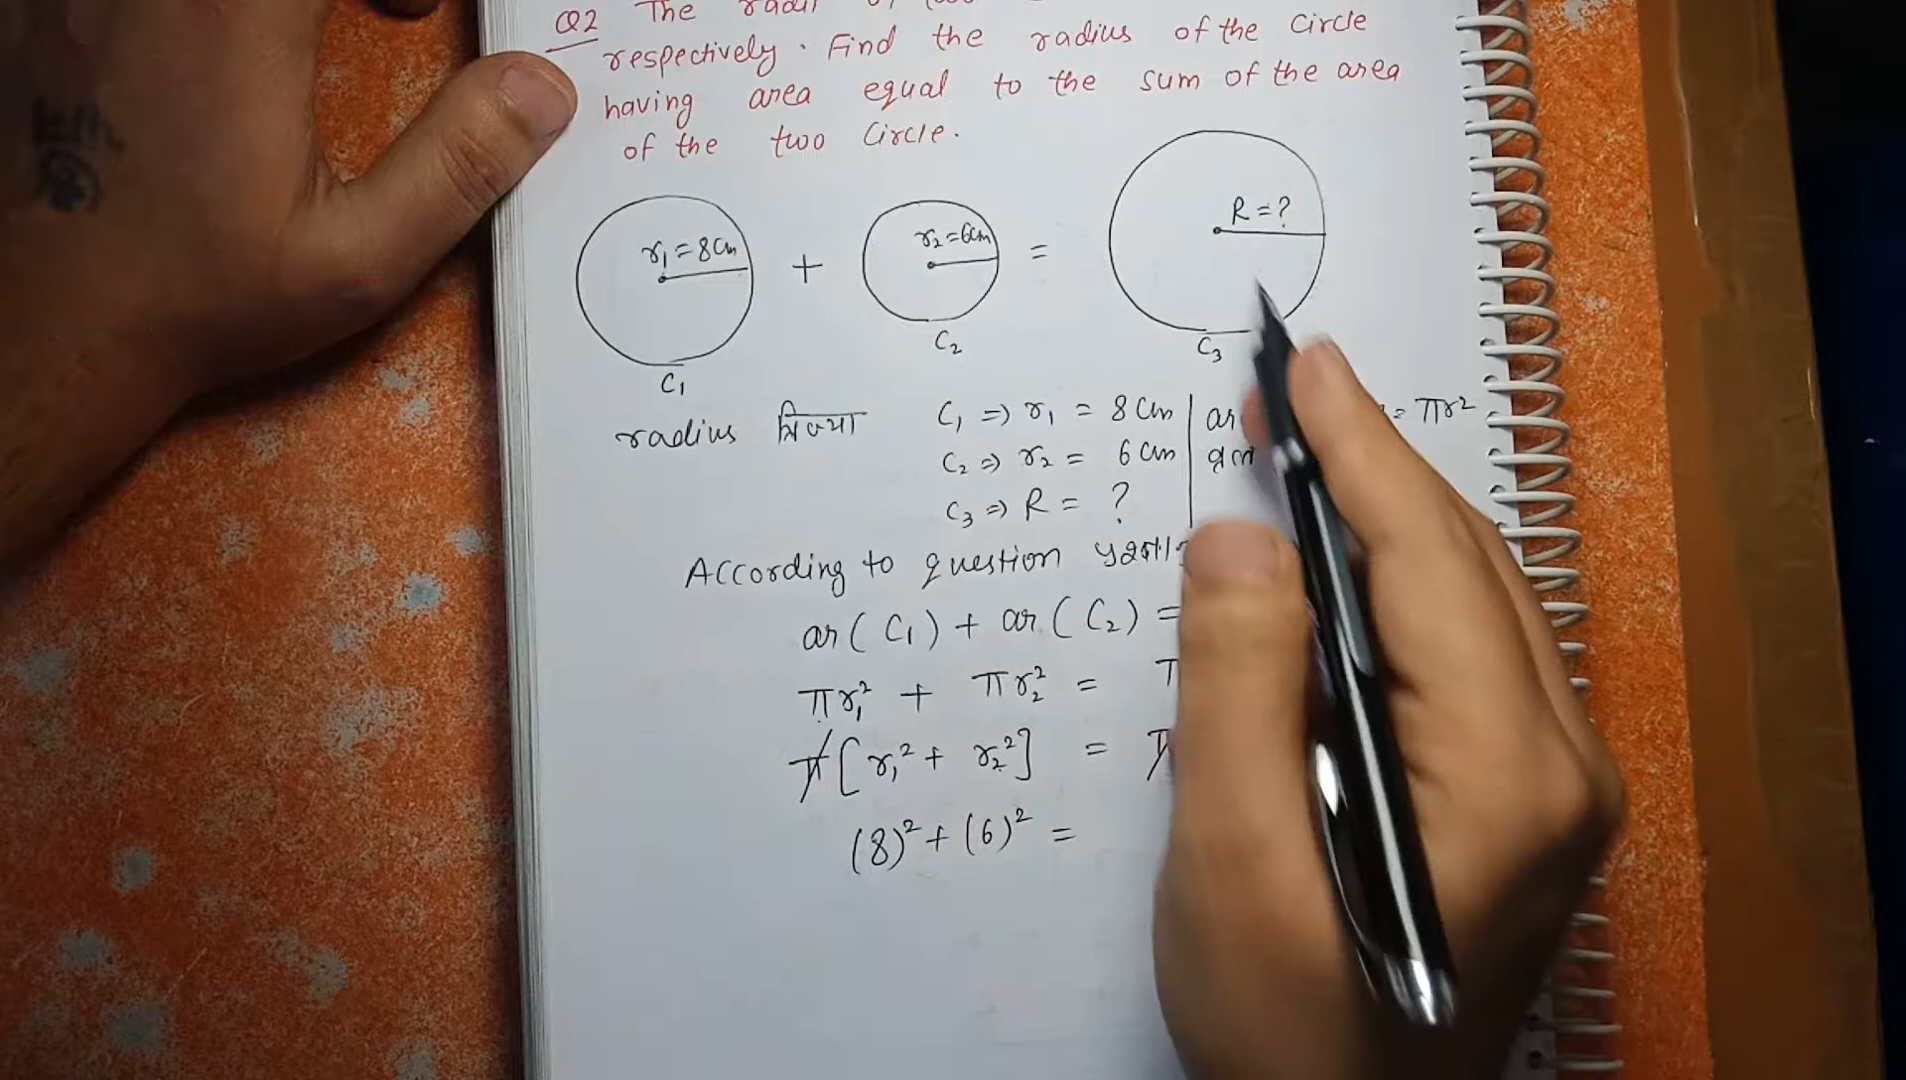 Q2 The radii
respectively. Find the radius of the Circle
having area equal to the sum of the area
of the two Circle.
r₁=8Cm + r₂=6cm = R=?
C₁ C₂ C₃
radius त्रिज्या
C₁ ⇒ r₁ = 8 Cm = πr²
C₂ ⇒ r₂ = 6 Cm
C₃ ⇒ R = ?
According to question
ar(C₁) + ar(C₂) =
πr₁² + πr₂² =
π[r₁² + r₂²] =
(8)² + (6)² =